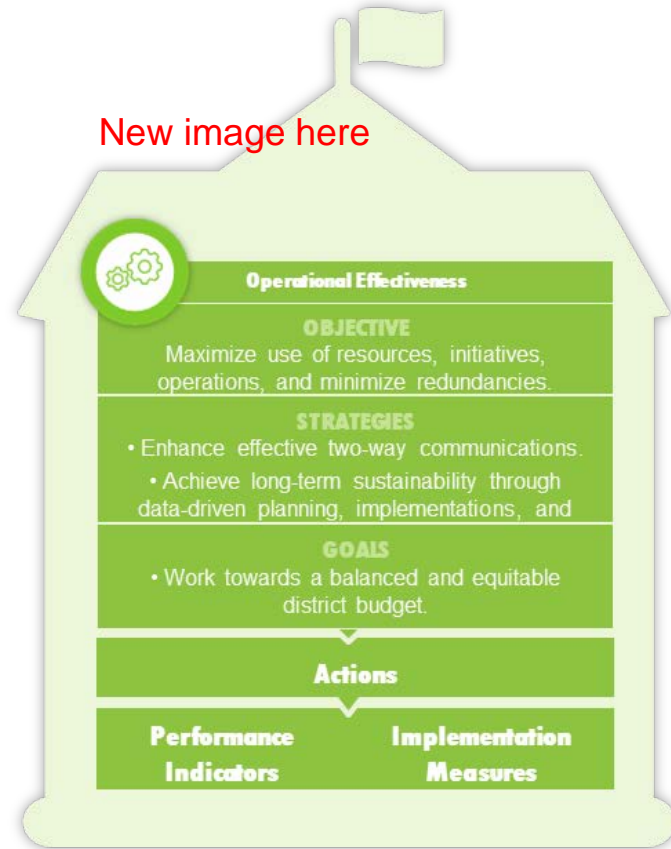 New image here
Operational Effectiveness
OBJECTIVE
Maximize use of resources, initiatives,
operations, and minimize redundancies.
STRATEGIES
• Enhance effective two-way communications.
• Achieve long-term sustainability through
data-driven planning, implementations, and
GOALS
• Work towards a balanced and equitable
district budget.
Actions
Performance Implementation
Indicators Measures